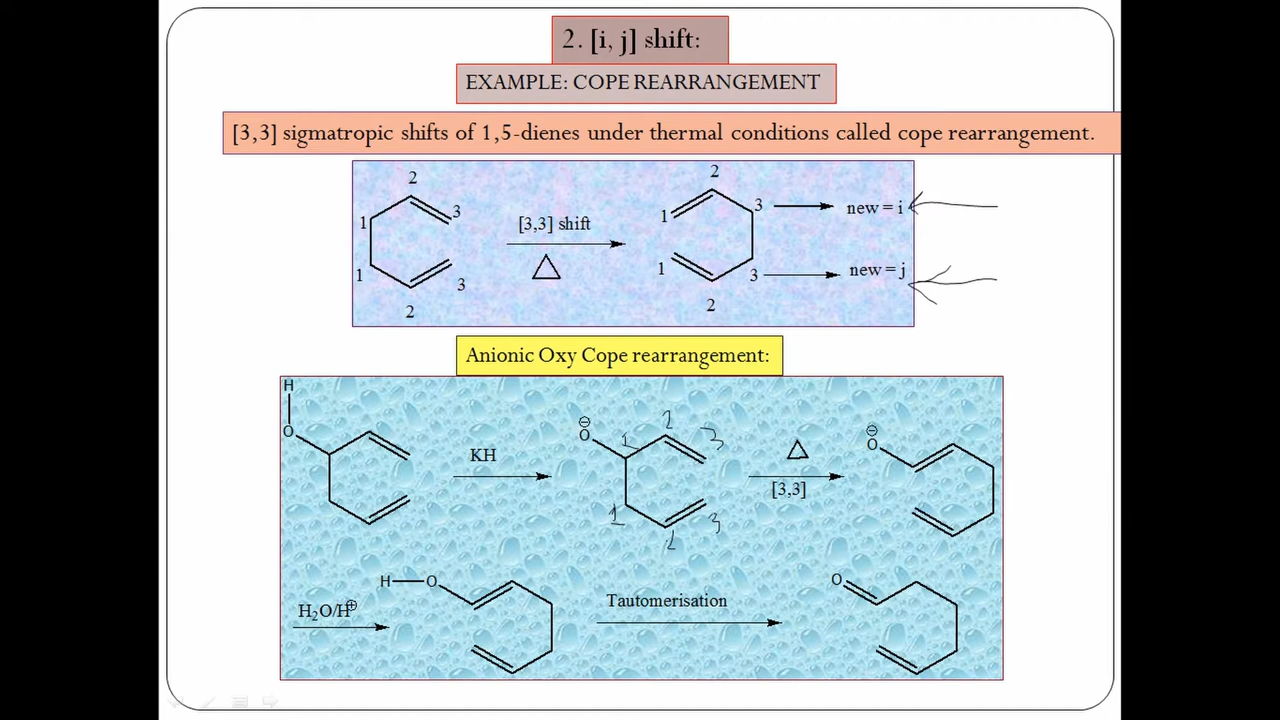 2. [i, j] shift:
EXAMPLE: COPE REARRANGEMENT
[3,3] sigmatropic shifts of 1,5-dienes under thermal conditions called cope rearrangement.
2
1
3
1
3
2
[3,3] shift
△
2
1
3
new = i
1
3
new = j
2
Anionic Oxy Cope rearrangement:
H
O
KH
⊖
O
1
2
3
1
2
3
△
[3,3]
⊖
O
H₂O/H⊕
H
O
Tautomerisation
O